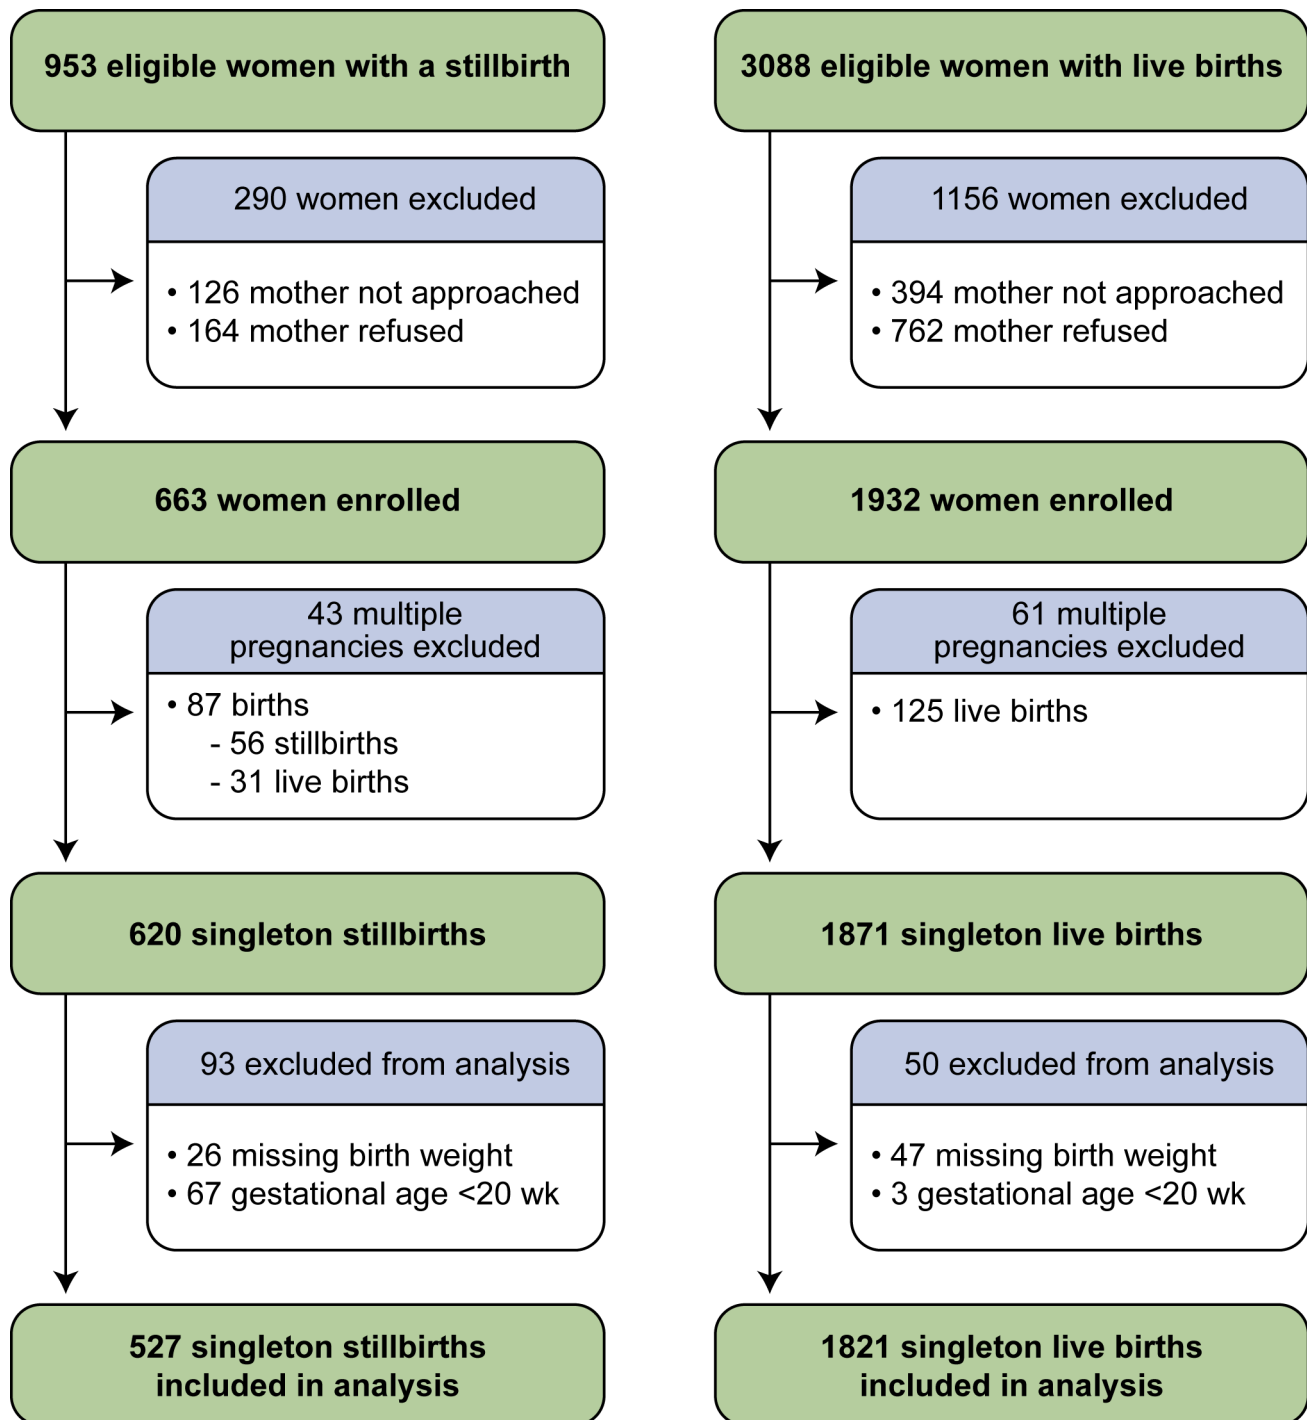 953 eligible women with a stillbirth
290 women excluded
• 126 mother not approached
• 164 mother refused
663 women enrolled
43 multiple
pregnancies excluded
• 87 births
- 56 stillbirths
- 31 live births
620 singleton stillbirths
93 excluded from analysis
• 26 missing birth weight
• 67 gestational age <20 wk
527 singleton stillbirths
included in analysis
3088 eligible women with live births
1156 women excluded
• 394 mother not approached
• 762 mother refused
1932 women enrolled
61 multiple
pregnancies excluded
• 125 live births
1871 singleton live births
50 excluded from analysis
• 47 missing birth weight
• 3 gestational age <20 wk
1821 singleton live births
included in analysis